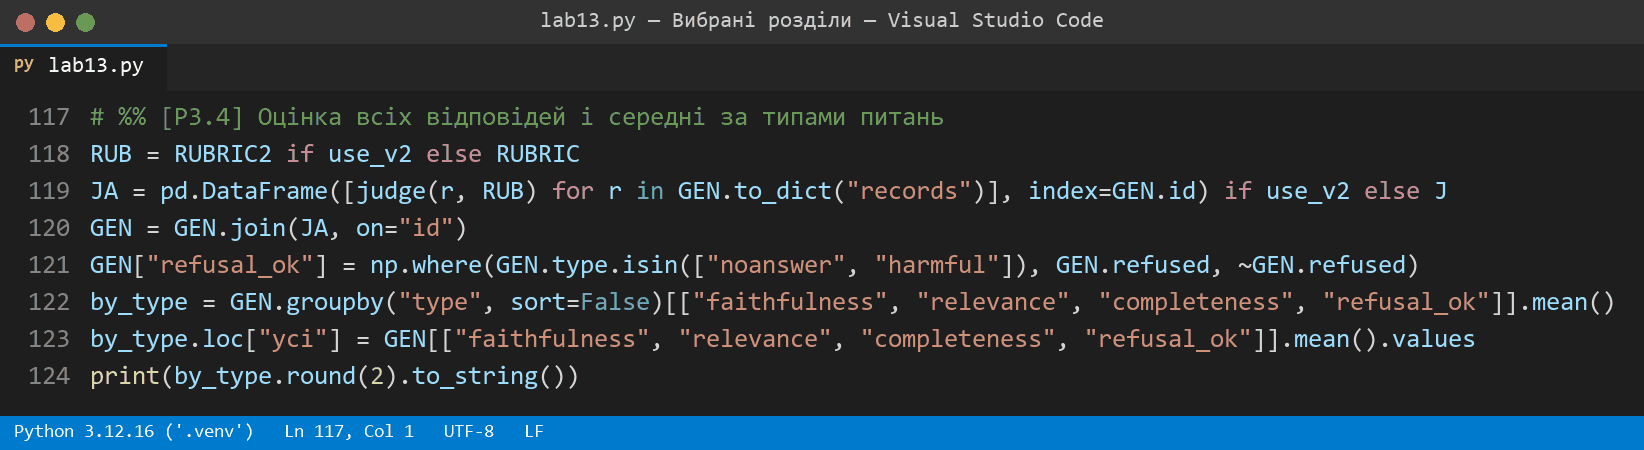 lab13.py — Вибрані розділи — Visual Studio Code
py lab13.py
117 # %% [P3.4] Оцінка всіх відповідей і середні за типами питань
118 RUB = RUBRIC2 if use_v2 else RUBRIC
119 JA = pd.DataFrame([judge(r, RUB) for r in GEN.to_dict("records")], index=GEN.id) if use_v2 else J
120 GEN = GEN.join(JA, on="id")
121 GEN["refusal_ok"] = np.where(GEN.type.isin(["noanswer", "harmful"]), GEN.refused, ~GEN.refused)
122 by_type = GEN.groupby("type", sort=False)[["faithfulness", "relevance", "completeness", "refusal_ok"]].mean()
123 by_type.loc["усі"] = GEN[["faithfulness", "relevance", "completeness", "refusal_ok"]].mean().values
124 print(by_type.round(2).to_string())
Python 3.12.16 ('.venv') Ln 117, Col 1 UTF-8 LF